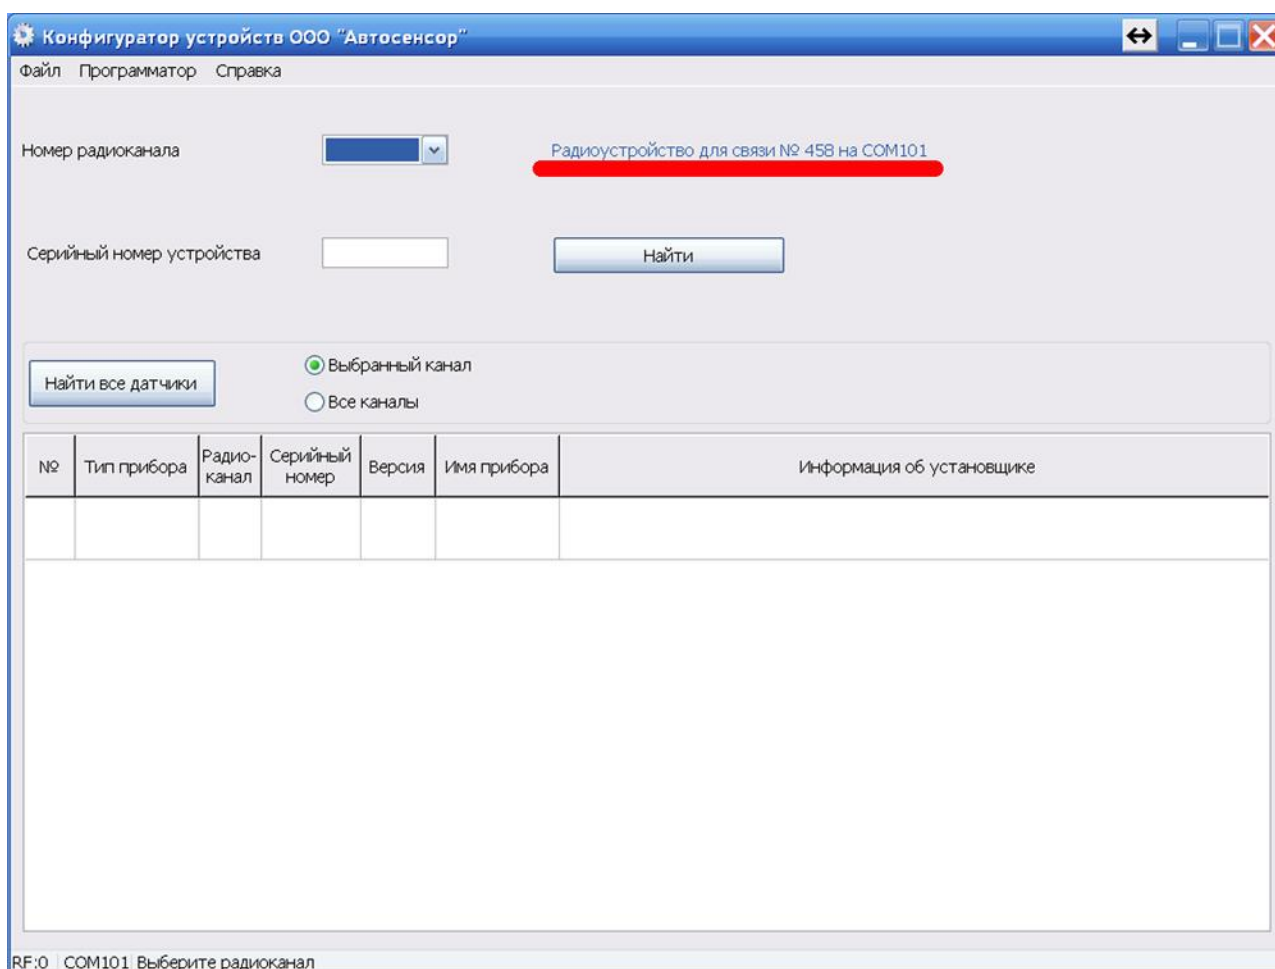 Конфигуратор устройств ООО "Автосенсор"
Файл Программатор Справка
Номер радиоканала
Радиоустройство для связи № 458 на COM101
Серийный номер устройства
Найти
Найти все датчики
Выбранный канал
Все каналы
№ Тип прибора Радио-канал Серийный номер Версия Имя прибора Информация об установщике
RF:0 COM101 Выберите радиоканал